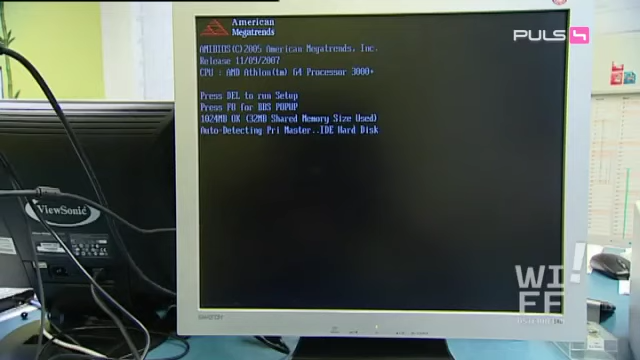 American
Megatrends
AMIBIOS(C)2005 American Megatrends, Inc.
Release 11/09/2007
CPU : AMD Athlon(tm) 64 Processor 3000+
Press DEL to run Setup
Press F8 for BBS POPUP
1024MB OK (32MB Shared Memory Size Used)
Auto-Detecting Pri Master..IDE Hard Disk
PULS 4
ViewSonic
WI!
FF